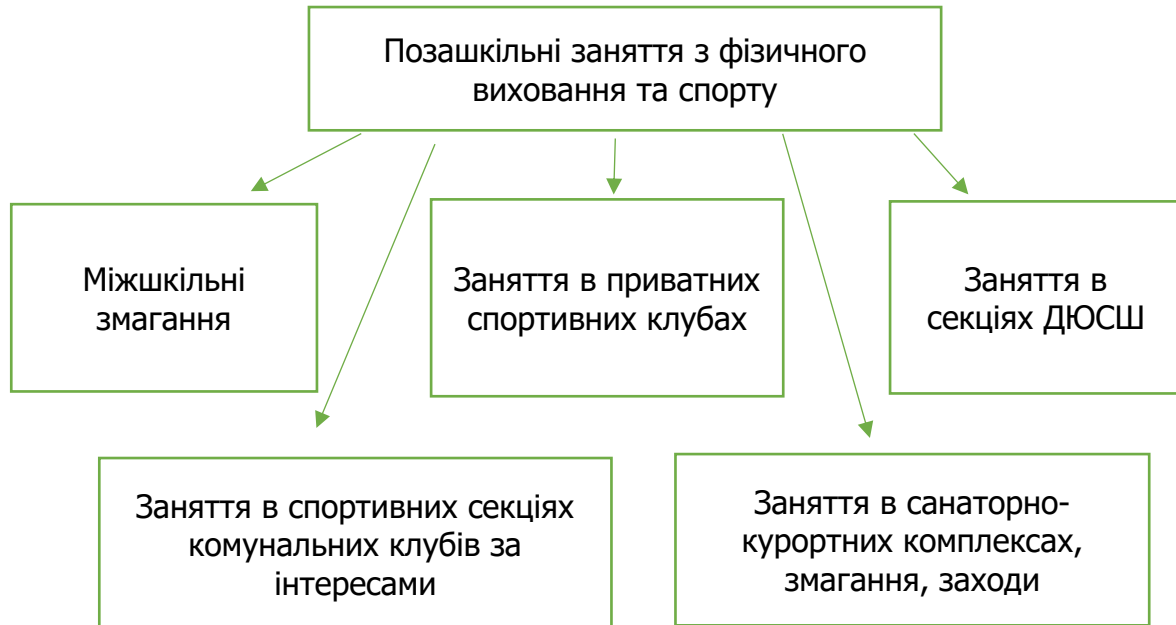 Позашкільні заняття з фізичного
виховання та спорту
Міжшкільні
змагання
Заняття в приватних
спортивних клубах
Заняття в
секціях ДЮСШ
Заняття в спортивних секціях
комунальних клубів за
інтересами
Заняття в санаторно-
курортних комплексах,
змагання, заходи